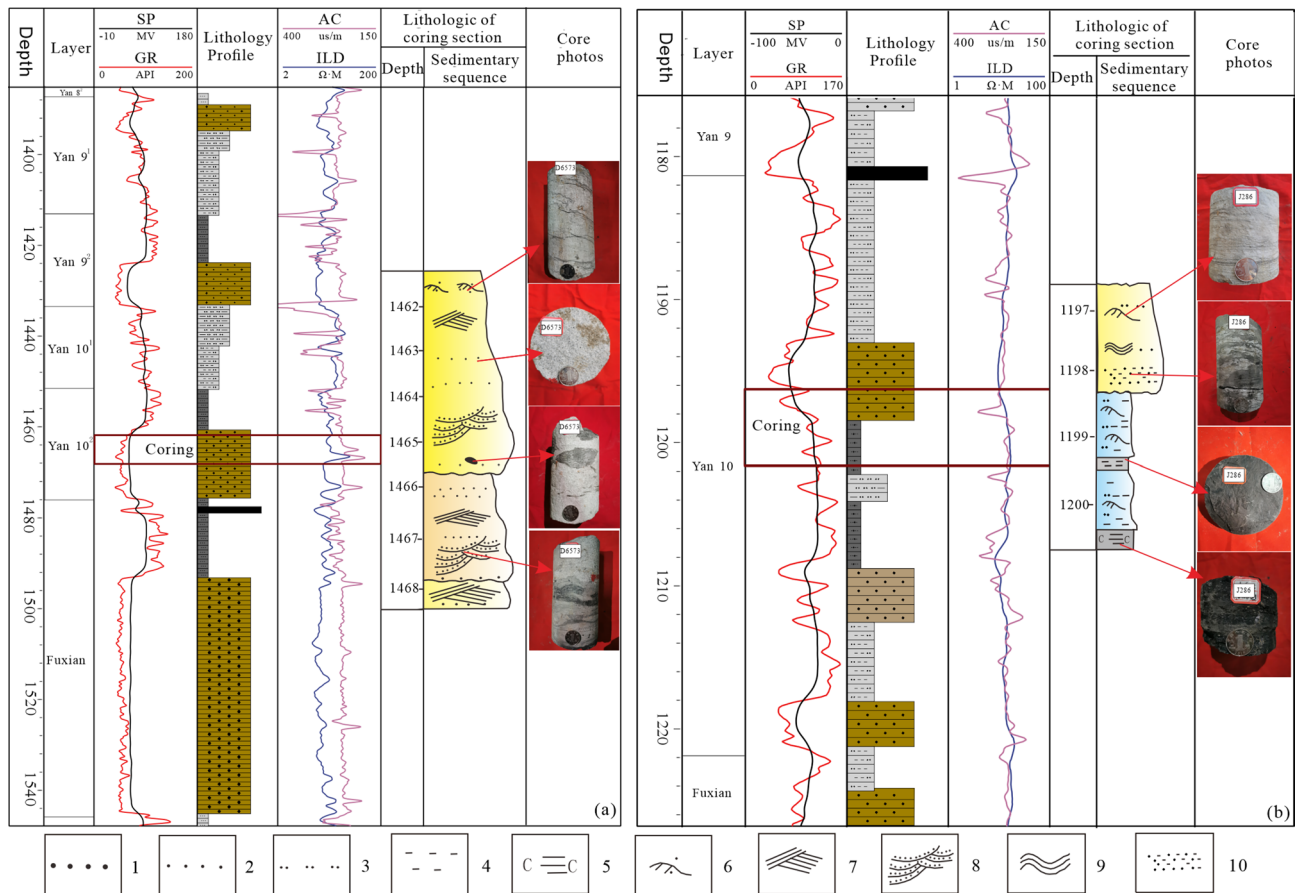 Depth
Layer
SP
-10 MV 180
GR
0 API 200
Lithology
Profile
AC
400 us/m 150
ILD
2 Ω·M 200
Lithologic of
coring section
Depth
Sedimentary
sequence
Core
photos
Yan 8²
Yan 9¹
Yan 9²
Yan 10¹
Yan 10²
Fuxian
1400
1420
1440
1460
1480
1500
1520
1540
Coring
1462
1463
1464
1465
1466
1467
1468
D6573
D6573
D6573
D6573
(a)
Depth
Layer
SP
-100 MV 0
GR
0 API 170
Lithology
Profile
AC
400 us/m 150
ILD
1 Ω·M 100
Lithologic of
coring section
Depth
Sedimentary
sequence
Core
photos
Yan 9
Yan 10
Fuxian
1180
1190
1200
1210
1220
Coring
1197
1198
1199
1200
C C
J286
J286
J286
J286
(b)
1
2
3
4
C C 5
6
7
8
9
10